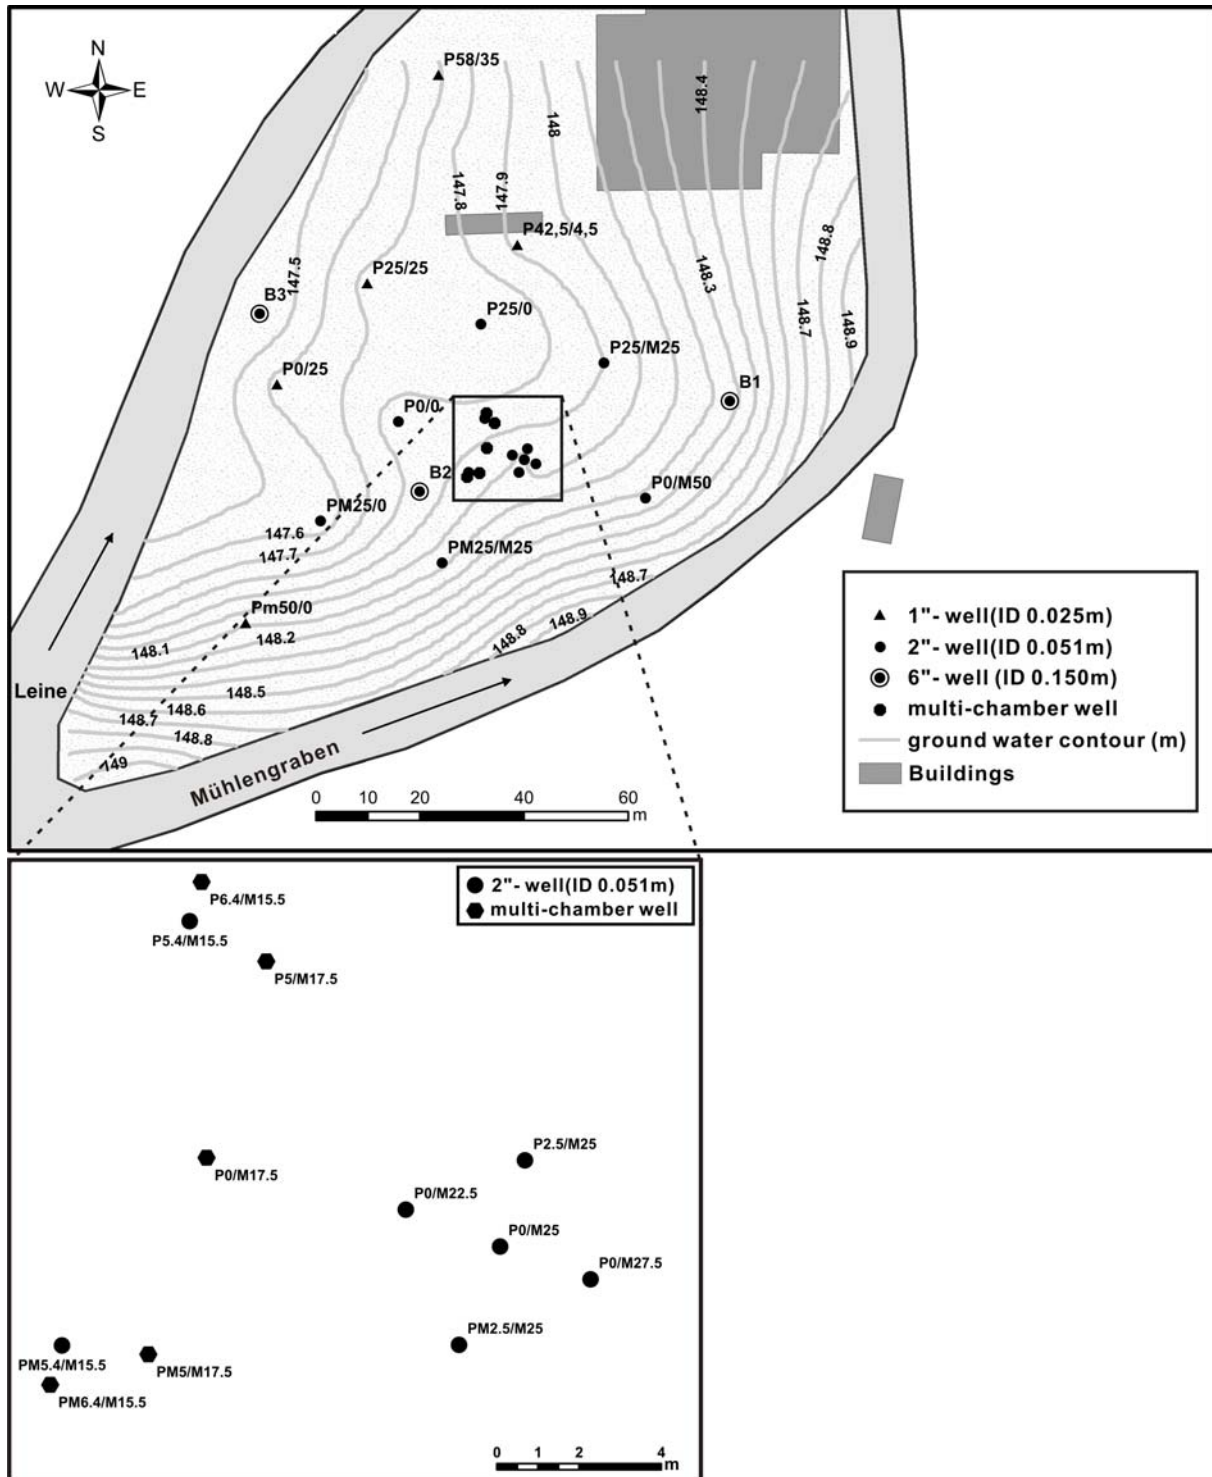 N
W E
S
P58/35
148.4
148
147.9
147.8
P42,5/4,5
147.5
P25/25
B3
148.3
148.8
P25/0
148.7
148.9
P25/M25
P0/25
B1
P0/0
B2
P0/M50
PM25/0
147.6
147.7
PM25/M25
148.7
Pm50/0
148.9
148.2
148.1
148.8
Leine
148.5
148.6
148.7
148.8
149
Mühlengraben
0 10 20 40 60
m
1"- well(ID 0.025m)
2"- well(ID 0.051m)
6"- well (ID 0.150m)
multi-chamber well
ground water contour (m)
Buildings
2"- well(ID 0.051m)
multi-chamber well
P6.4/M15.5
P5.4/M15.5
P5/M17.5
P2.5/M25
P0/M17.5
P0/M22.5
P0/M25
P0/M27.5
PM2.5/M25
PM5.4/M15.5
PM5/M17.5
PM6.4/M15.5
0 1 2 4
m